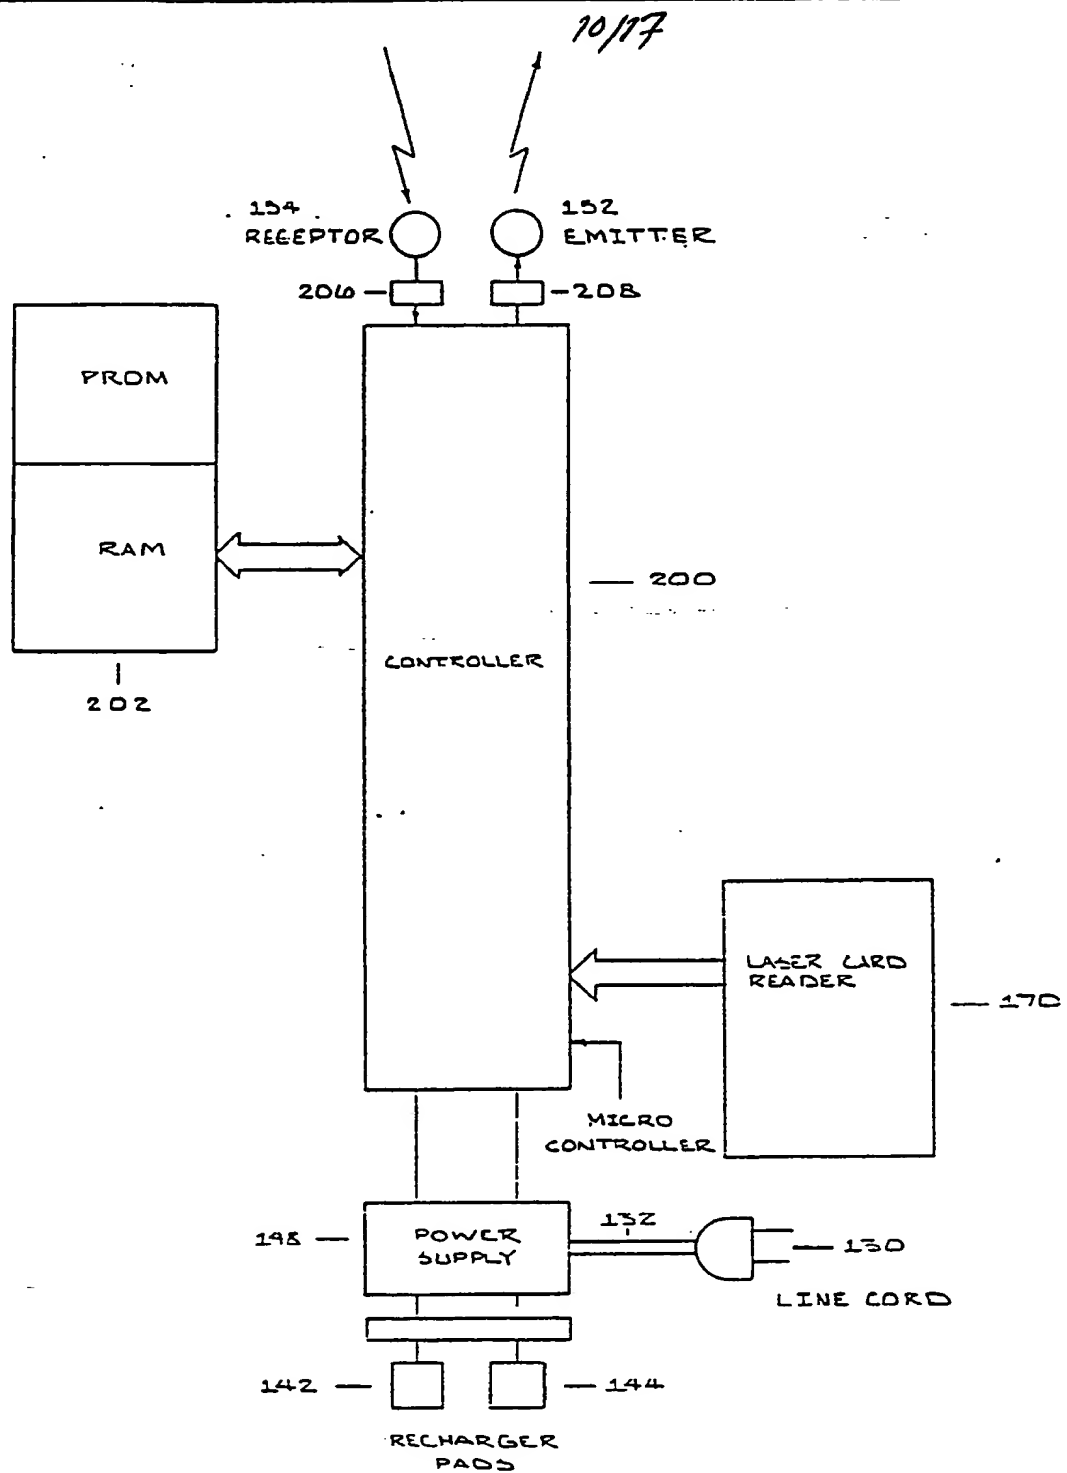 10/17
154
RECEPTOR
152
EMITTER
206
208
PROM
RAM
202
200
CONTROLLER
LASER CARD
READER
170
MICRO
CONTROLLER
198
POWER
SUPPLY
132
130
LINE CORD
142
144
RECHARGER
PADS